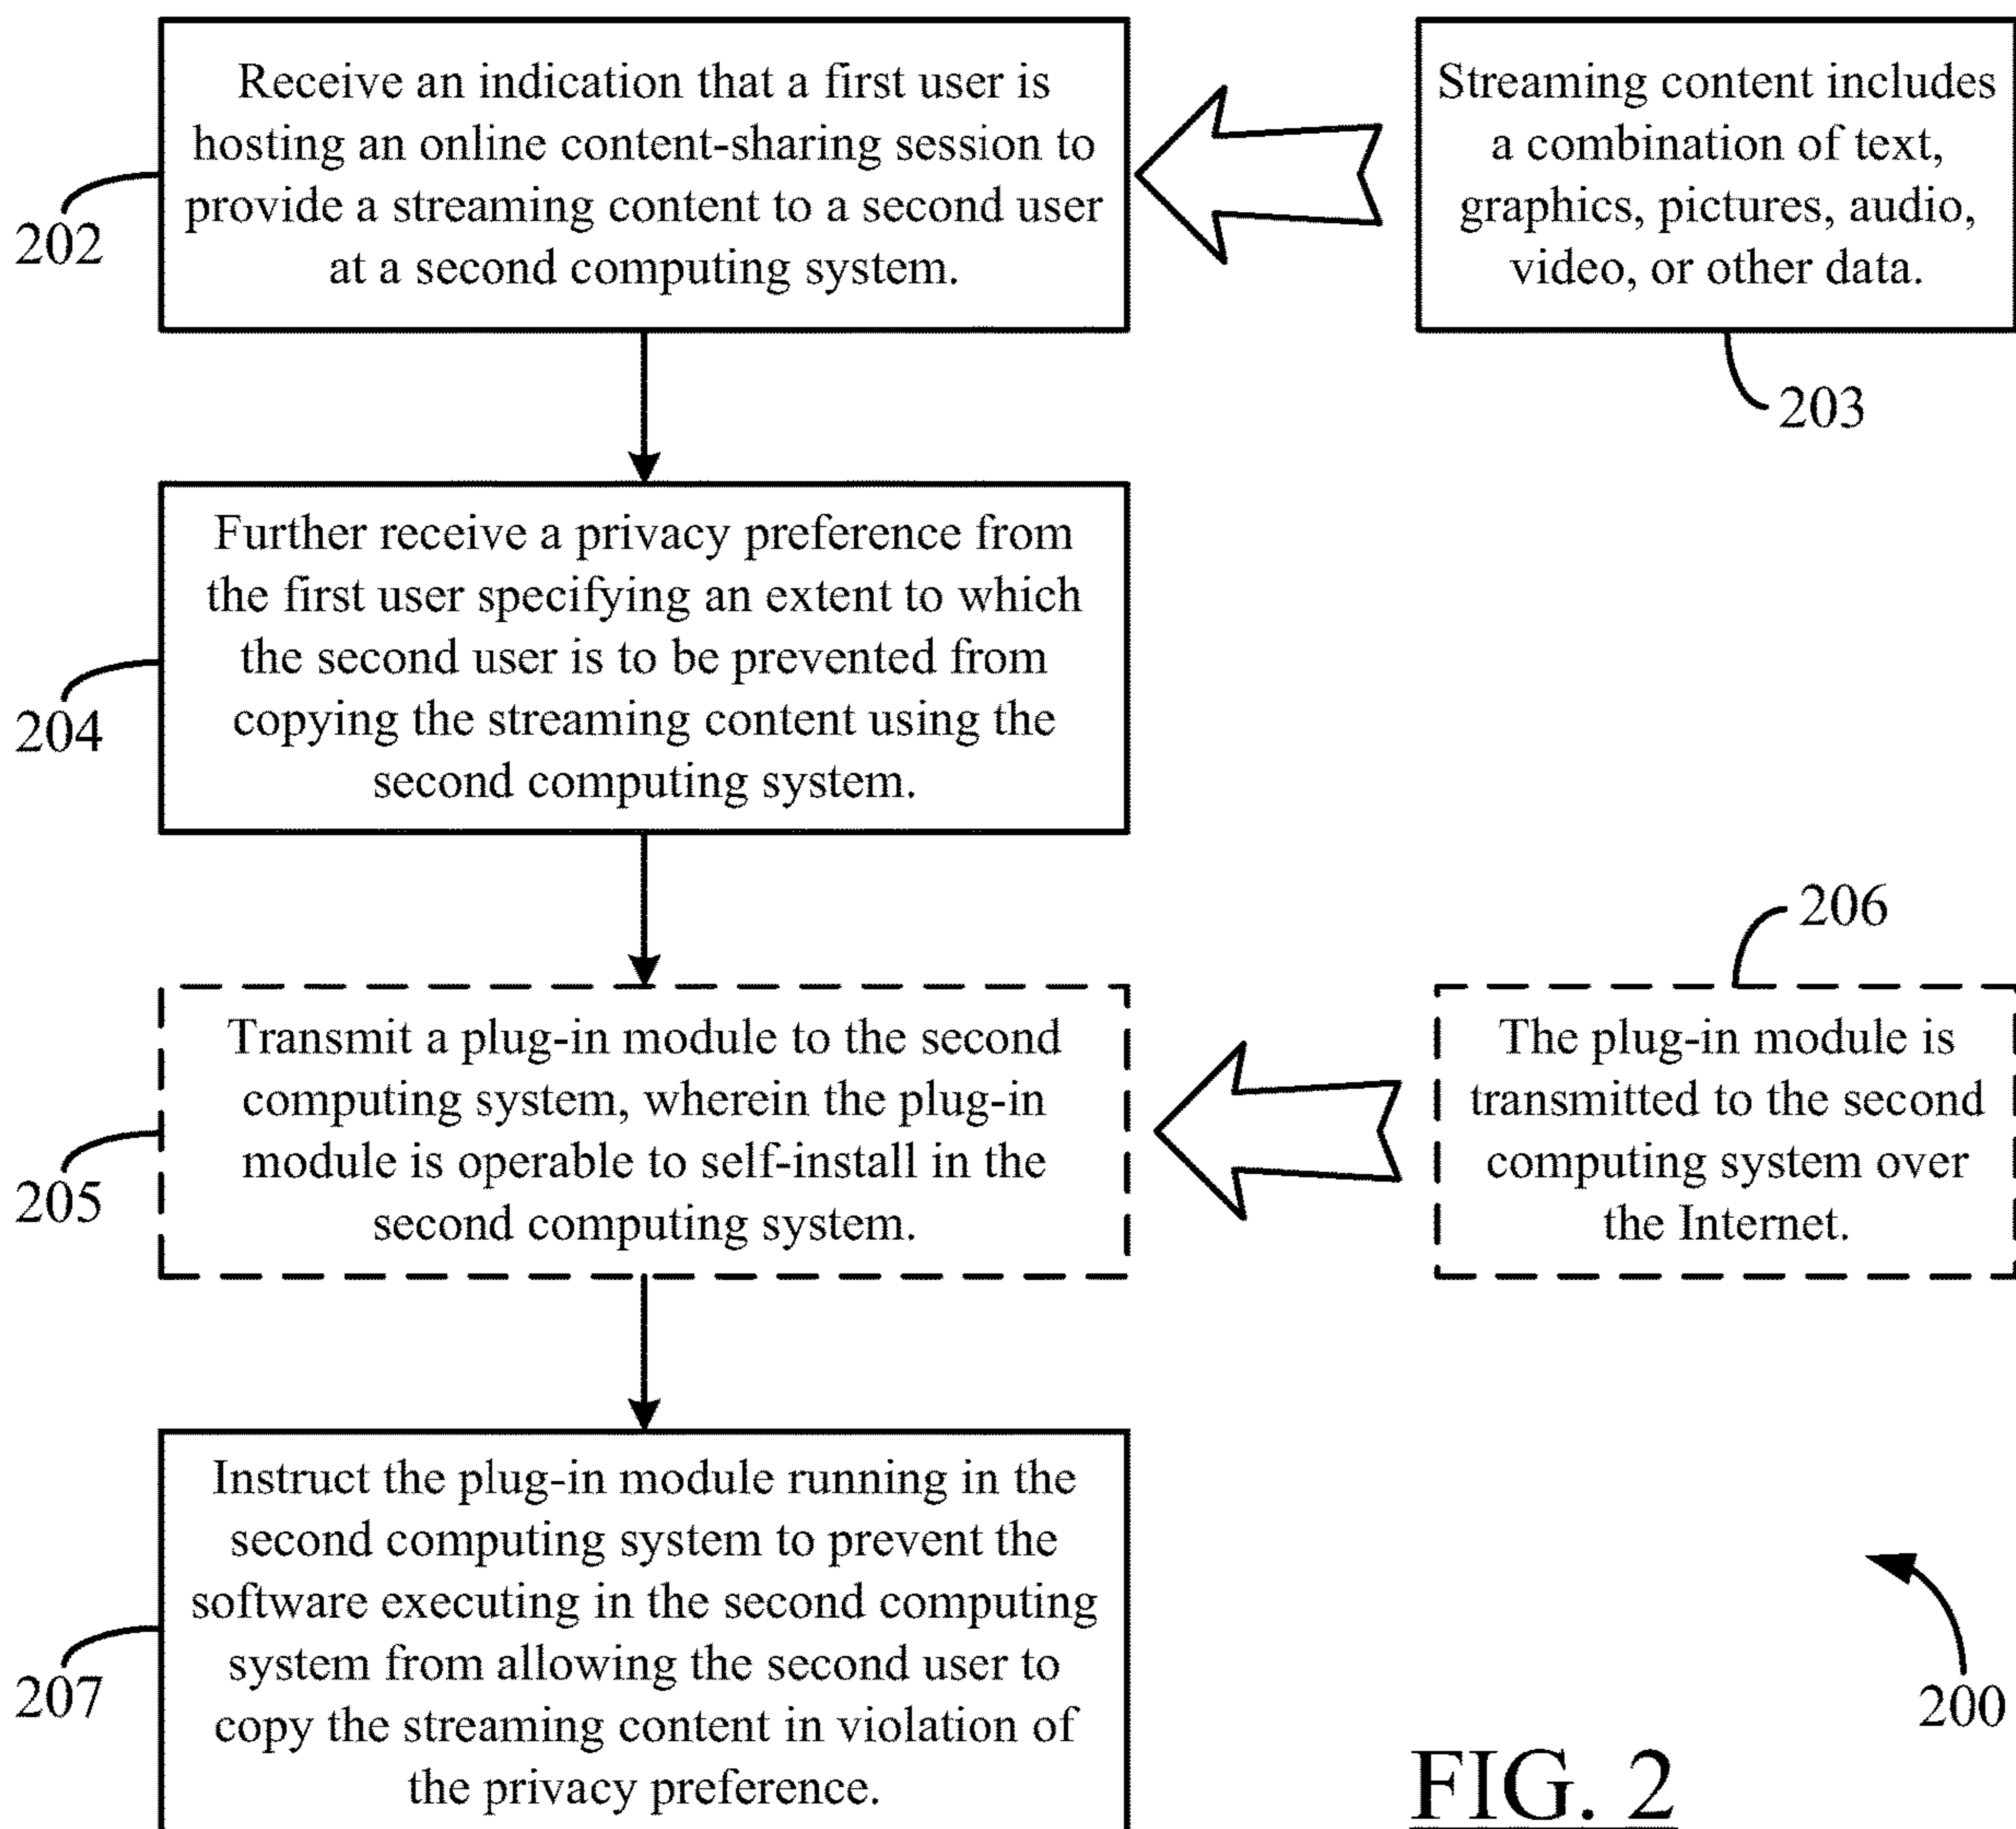 Receive an indication that a first user is
hosting an online content-sharing session to
provide a streaming content to a second user
at a second computing system.
202
Streaming content includes
a combination of text,
graphics, pictures, audio,
video, or other data.
203
Further receive a privacy preference from
the first user specifying an extent to which
the second user is to be prevented from
copying the streaming content using the
second computing system.
204
Transmit a plug-in module to the second
computing system, wherein the plug-in
module is operable to self-install in the
second computing system.
205
206
The plug-in module is
transmitted to the second
computing system over
the Internet.
Instruct the plug-in module running in the
second computing system to prevent the
software executing in the second computing
system from allowing the second user to
copy the streaming content in violation of
the privacy preference.
207
200
FIG. 2